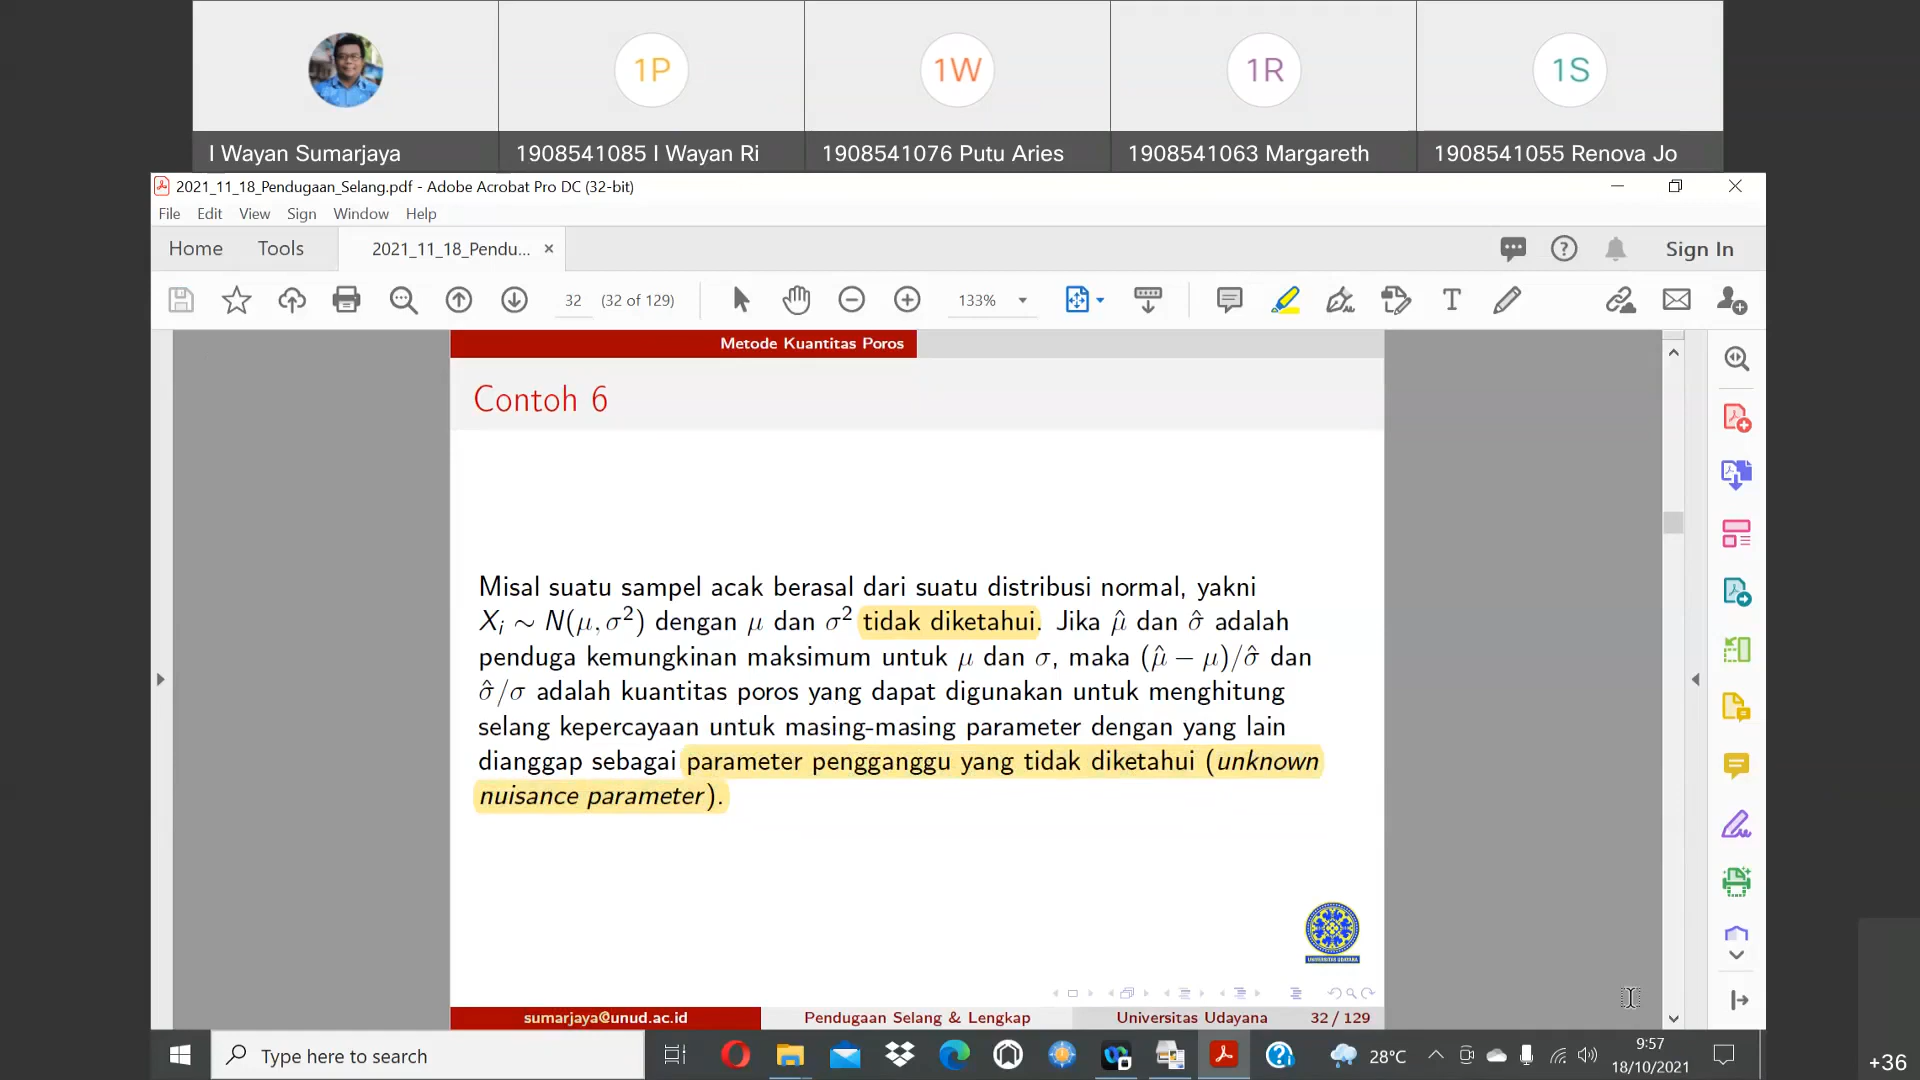 1P
1W
1R
1S
I Wayan Sumarjaya
1908541085 I Wayan Ri
1908541076 Putu Aries
1908541063 Margareth
1908541055 Renova Jo
2021_11_18_Pendugaan_Selang.pdf - Adobe Acrobat Pro DC (32-bit)
File Edit View Sign Window Help
Home Tools 2021_11_18_Pendu... × Sign In
32 (32 of 129) 133%
Metode Kuantitas Poros
Contoh 6
Misal suatu sampel acak berasal dari suatu distribusi normal, yakni
X_i ∼ N(μ, σ²) dengan μ dan σ² tidak diketahui. Jika μ̂ dan σ̂ adalah
penduga kemungkinan maksimum untuk μ dan σ, maka (μ̂ − μ)/σ̂ dan
σ̂/σ adalah kuantitas poros yang dapat digunakan untuk menghitung
selang kepercayaan untuk masing-masing parameter dengan yang lain
dianggap sebagai parameter pengganggu yang tidak diketahui (unknown
nuisance parameter).
UNIVERSITAS UDAYANA
sumarjaya@unud.ac.id Pendugaan Selang & Lengkap Universitas Udayana 32 / 129
Type here to search
28°C
9:57
18/10/2021
+36